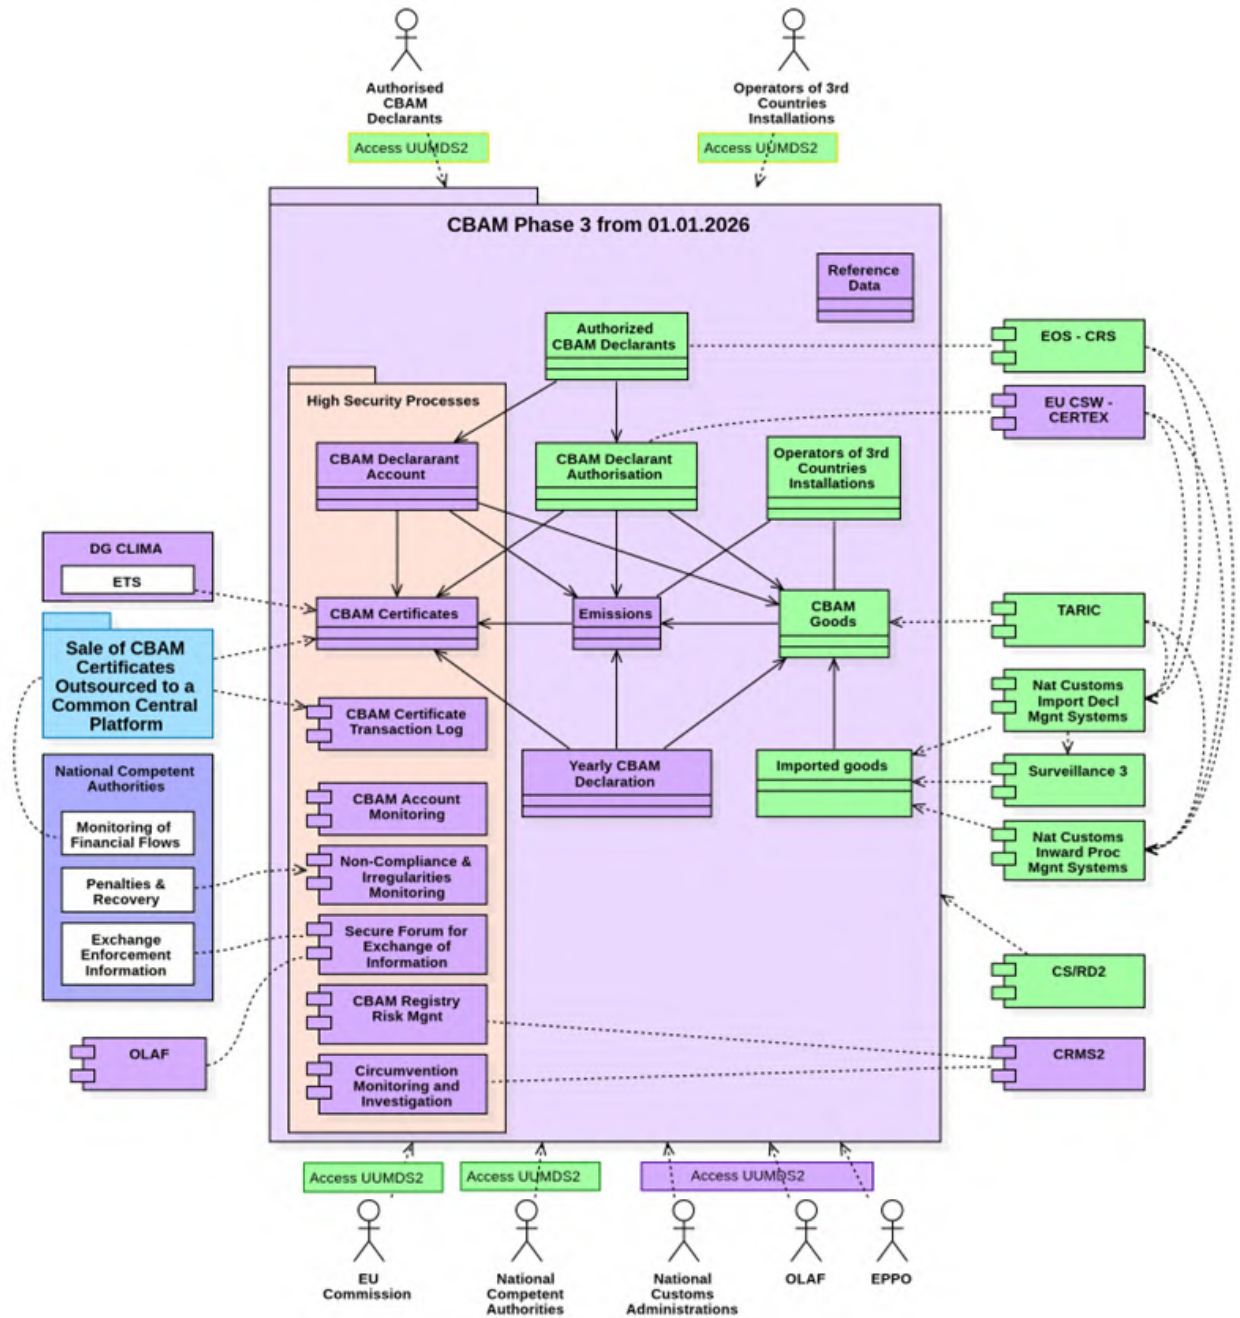 Authorised
CBAM
Declarants
Operators of 3rd
Countries
Installations
Access UUMDS2
Access UUMDS2
CBAM Phase 3 from 01.01.2026
Reference
Data
Authorized
CBAM Declarants
EOS - CRS
EU CSW -
CERTEX
High Security Processes
CBAM Declararant
Account
CBAM Declarant
Authorisation
Operators of 3rd
Countries
Installations
DG CLIMA
ETS
CBAM Certificates
Emissions
CBAM
Goods
TARIC
Sale of CBAM
Certificates
Outsourced to a
Common Central
Platform
CBAM Certificate
Transaction Log
Nat Customs
Import Decl
Mgnt Systems
National Competent
Authorities
Yearly CBAM
Declaration
Imported goods
Surveillance 3
CBAM Account
Monitoring
Monitoring of
Financial Flows
Nat Customs
Inward Proc
Mgnt Systems
Non-Compliance &
Irregularities
Monitoring
Penalties &
Recovery
Exchange
Enforcement
Information
Secure Forum for
Exchange of
Information
CS/RD2
CBAM Registry
Risk Mgnt
OLAF
CRMS2
Circumvention
Monitoring and
Investigation
Access UUMDS2
Access UUMDS2
Access UUMDS2
EU
Commission
National
Competent
Authorities
National
Customs
Administrations
OLAF
EPPO